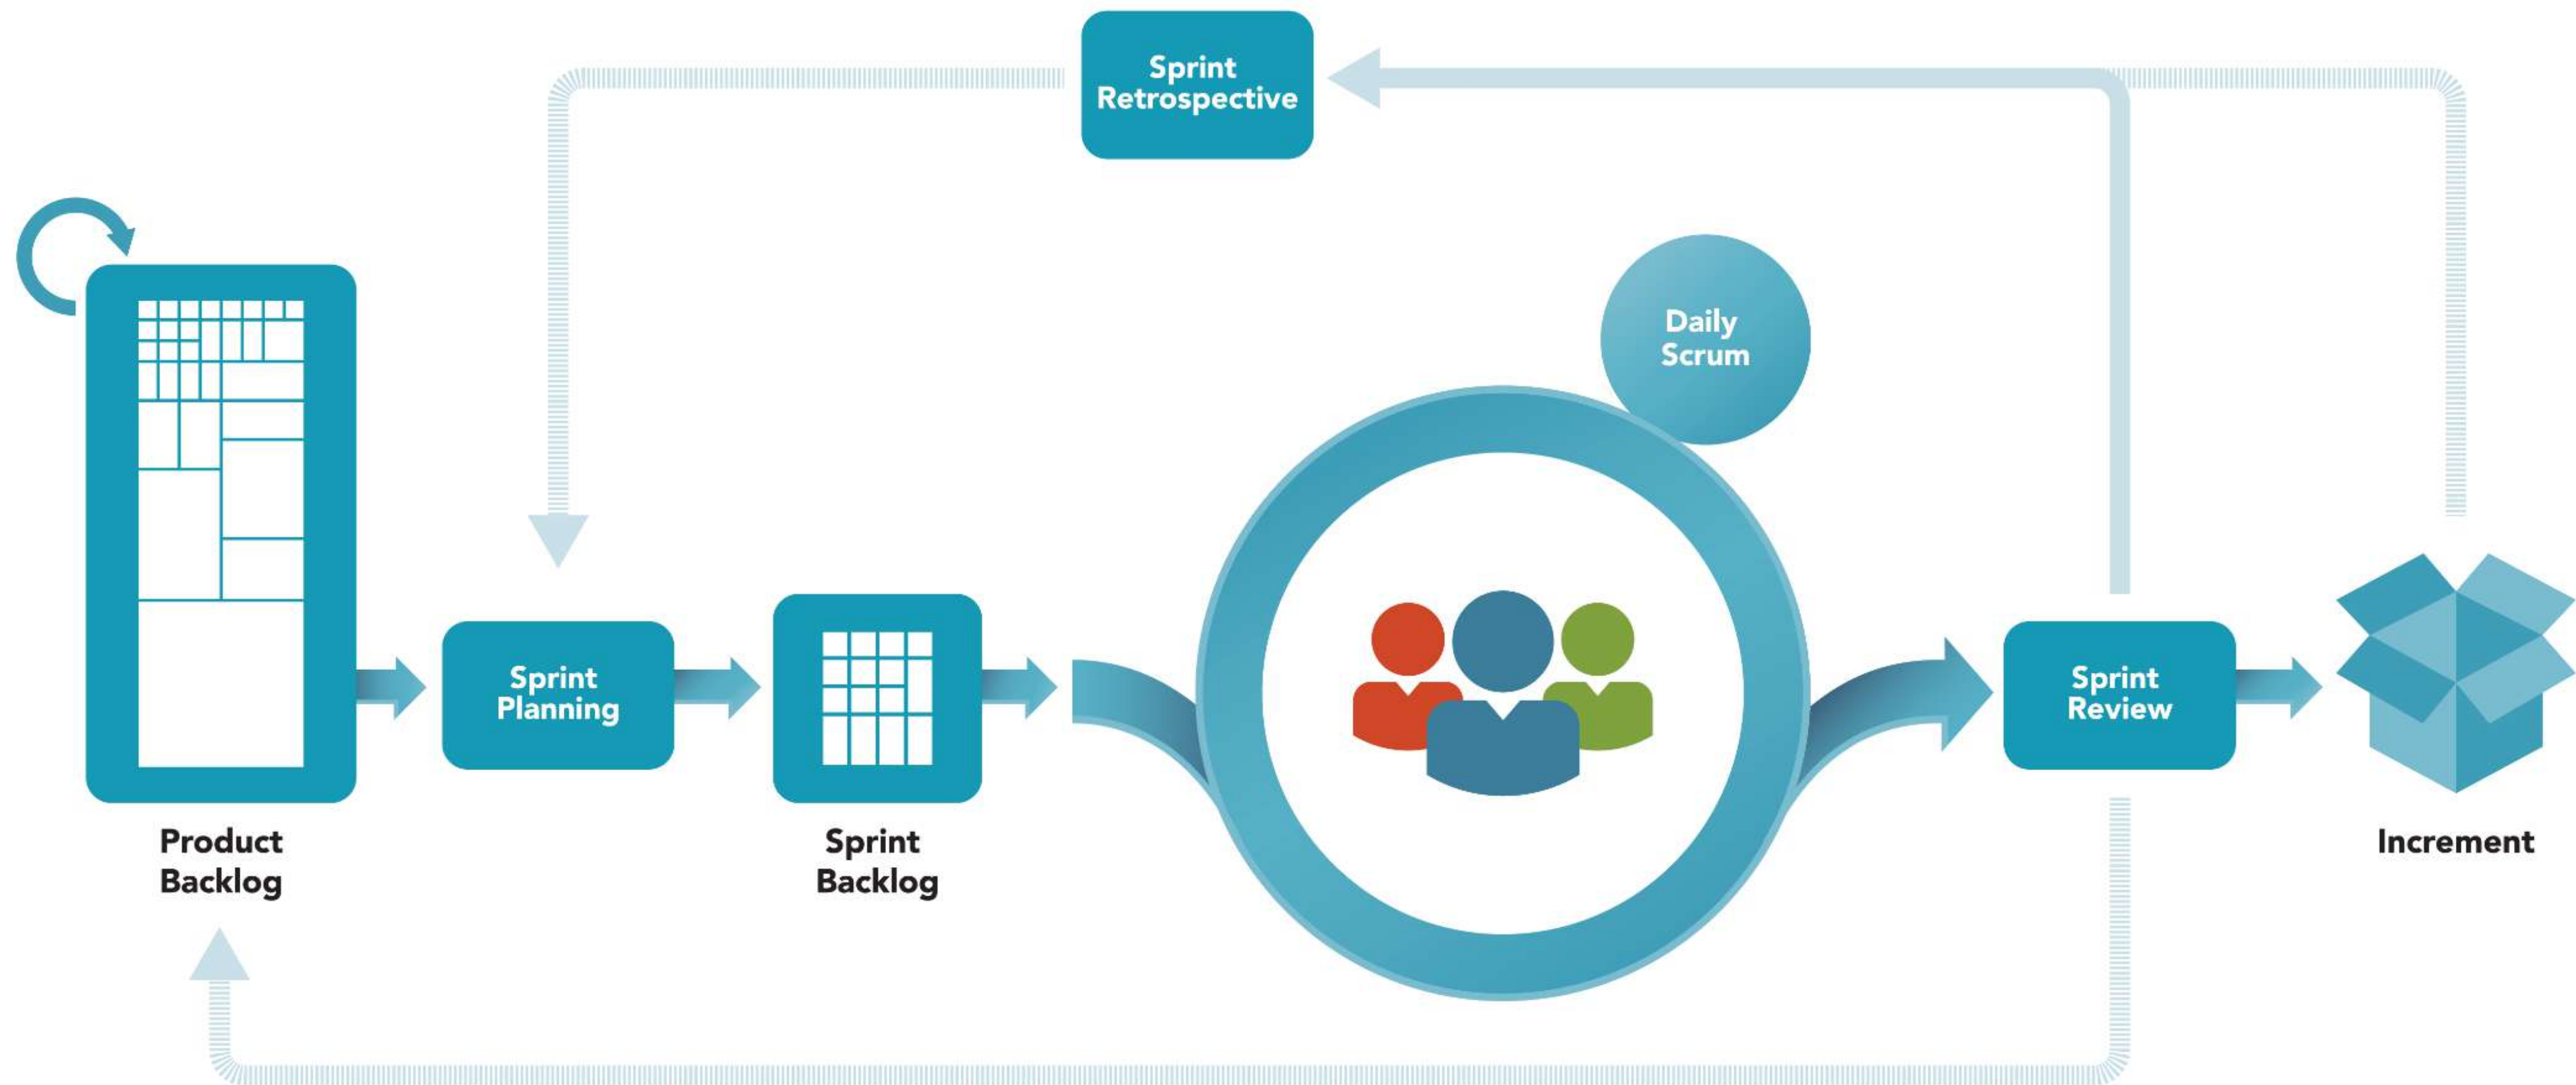 Sprint
Retrospective
Daily
Scrum
Sprint
Planning
Sprint
Review
Product
Backlog
Sprint
Backlog
Increment